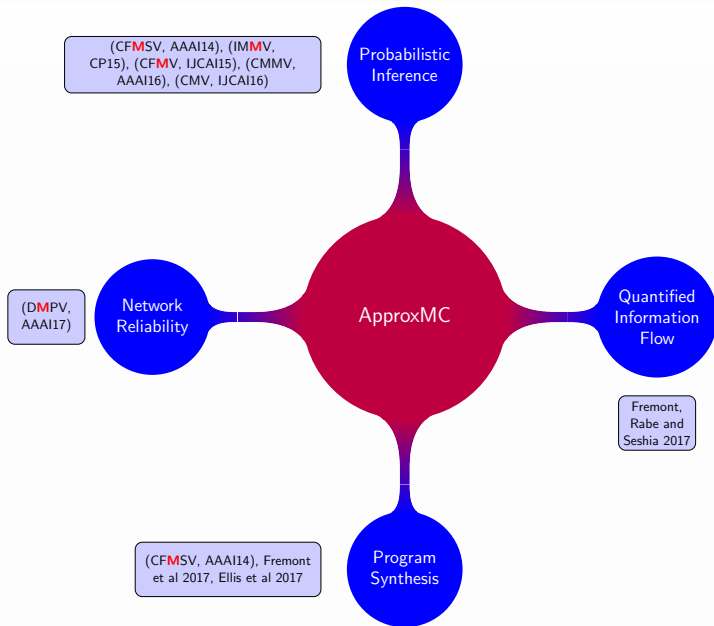 (CFMSV, AAAI14), (IMMV,
CP15), (CFMV, IJCAI15), (CMMV,
AAAI16), (CMV, IJCAI16)
Probabilistic
Inference
(DMPV,
AAAI17)
Network
Reliability
ApproxMC
Quantified
Information
Flow
Fremont,
Rabe and
Seshia 2017
(CFMSV, AAAI14), Fremont
et al 2017, Ellis et al 2017
Program
Synthesis